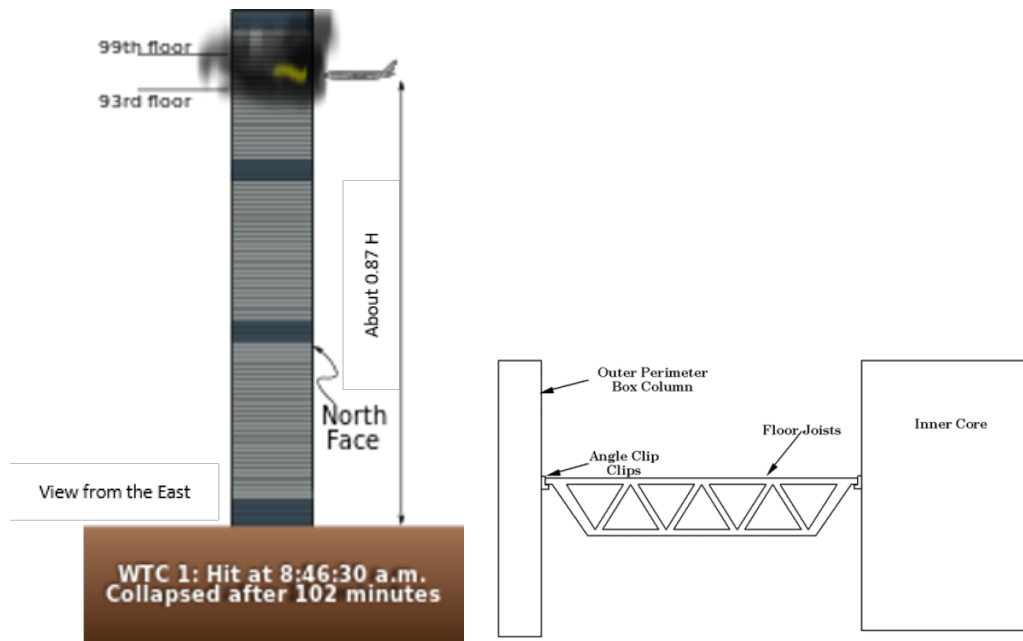 99th floor
93rd floor
About 0.87 H
North
Face
View from the East
WTC 1: Hit at 8:46:30 a.m.
Collapsed after 102 minutes
Outer Perimeter
Box Column
Inner Core
Floor Joists
Angle Clip
Clips